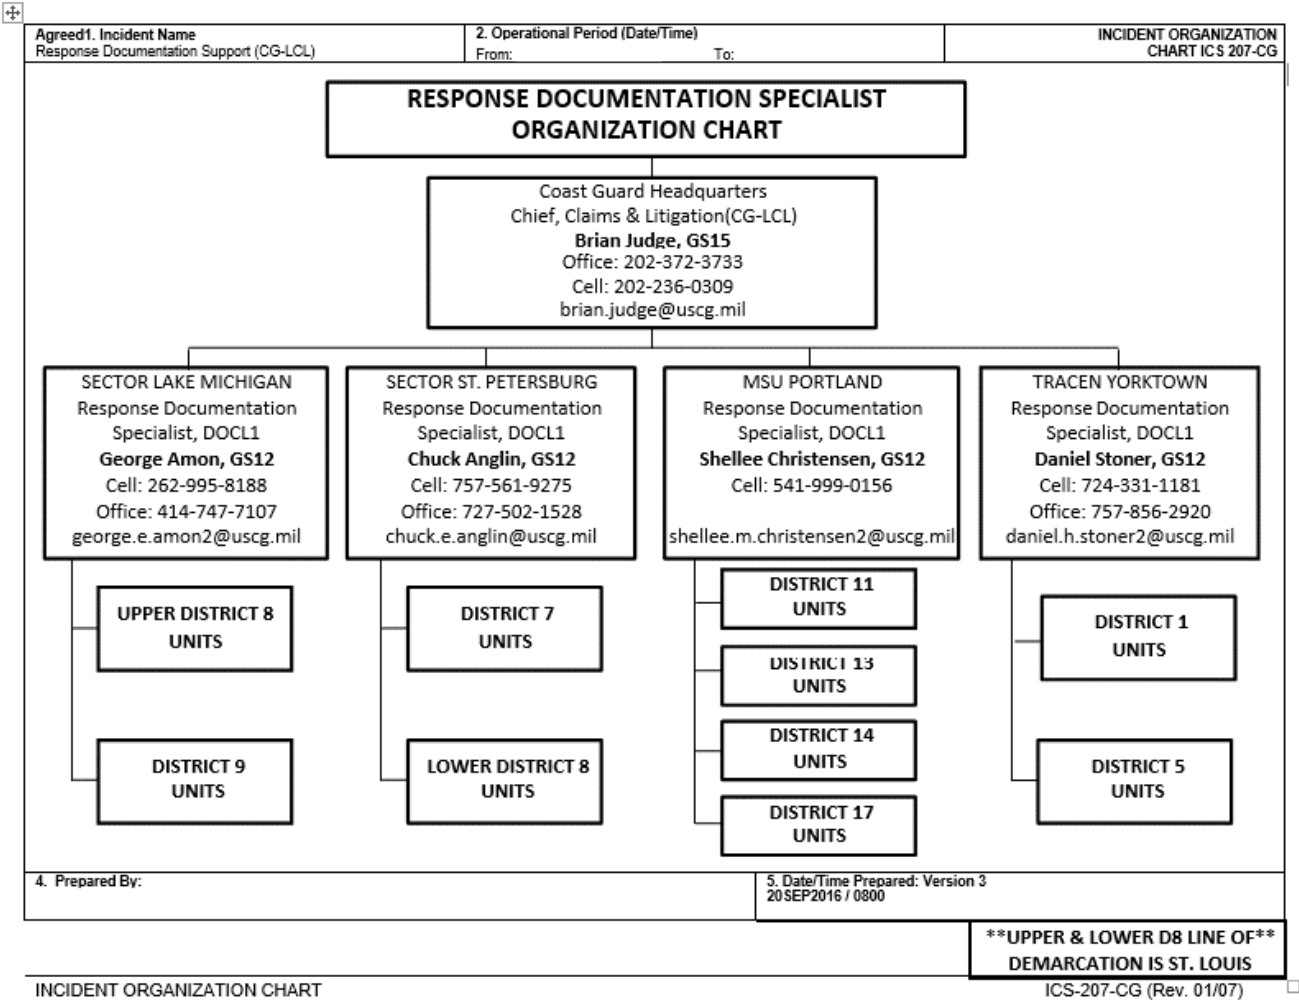 Agreed1. Incident Name
Response Documentation Support (CG-LCL)
2. Operational Period (Date/Time)
From: To:
INCIDENT ORGANIZATION
CHART ICS 207-CG
RESPONSE DOCUMENTATION SPECIALIST
ORGANIZATION CHART
Coast Guard Headquarters
Chief, Claims & Litigation(CG-LCL)
Brian Judge, GS15
Office: 202-372-3733
Cell: 202-236-0309
brian.judge@uscg.mil
SECTOR LAKE MICHIGAN
Response Documentation
Specialist, DOCL1
George Amon, GS12
Cell: 262-995-8188
Office: 414-747-7107
george.e.amon2@uscg.mil
UPPER DISTRICT 8
UNITS
DISTRICT 9
UNITS
SECTOR ST. PETERSBURG
Response Documentation
Specialist, DOCL1
Chuck Anglin, GS12
Cell: 757-561-9275
Office: 727-502-1528
chuck.e.anglin@uscg.mil
DISTRICT 7
UNITS
LOWER DISTRICT 8
UNITS
MSU PORTLAND
Response Documentation
Specialist, DOCL1
Shellee Christensen, GS12
Cell: 541-999-0156
shellee.m.christensen2@uscg.mil
DISTRICT 11
UNITS
DISTRICT 13
UNITS
DISTRICT 14
UNITS
DISTRICT 17
UNITS
TRACEN YORKTOWN
Response Documentation
Specialist, DOCL1
Daniel Stoner, GS12
Cell: 724-331-1181
Office: 757-856-2920
daniel.h.stoner2@uscg.mil
DISTRICT 1
UNITS
DISTRICT 5
UNITS
4. Prepared By:
5. Date/Time Prepared: Version 3
20SEP2016 / 0800
**UPPER & LOWER D8 LINE OF**
DEMARCATION IS ST. LOUIS
INCIDENT ORGANIZATION CHART
ICS-207-CG (Rev. 01/07)